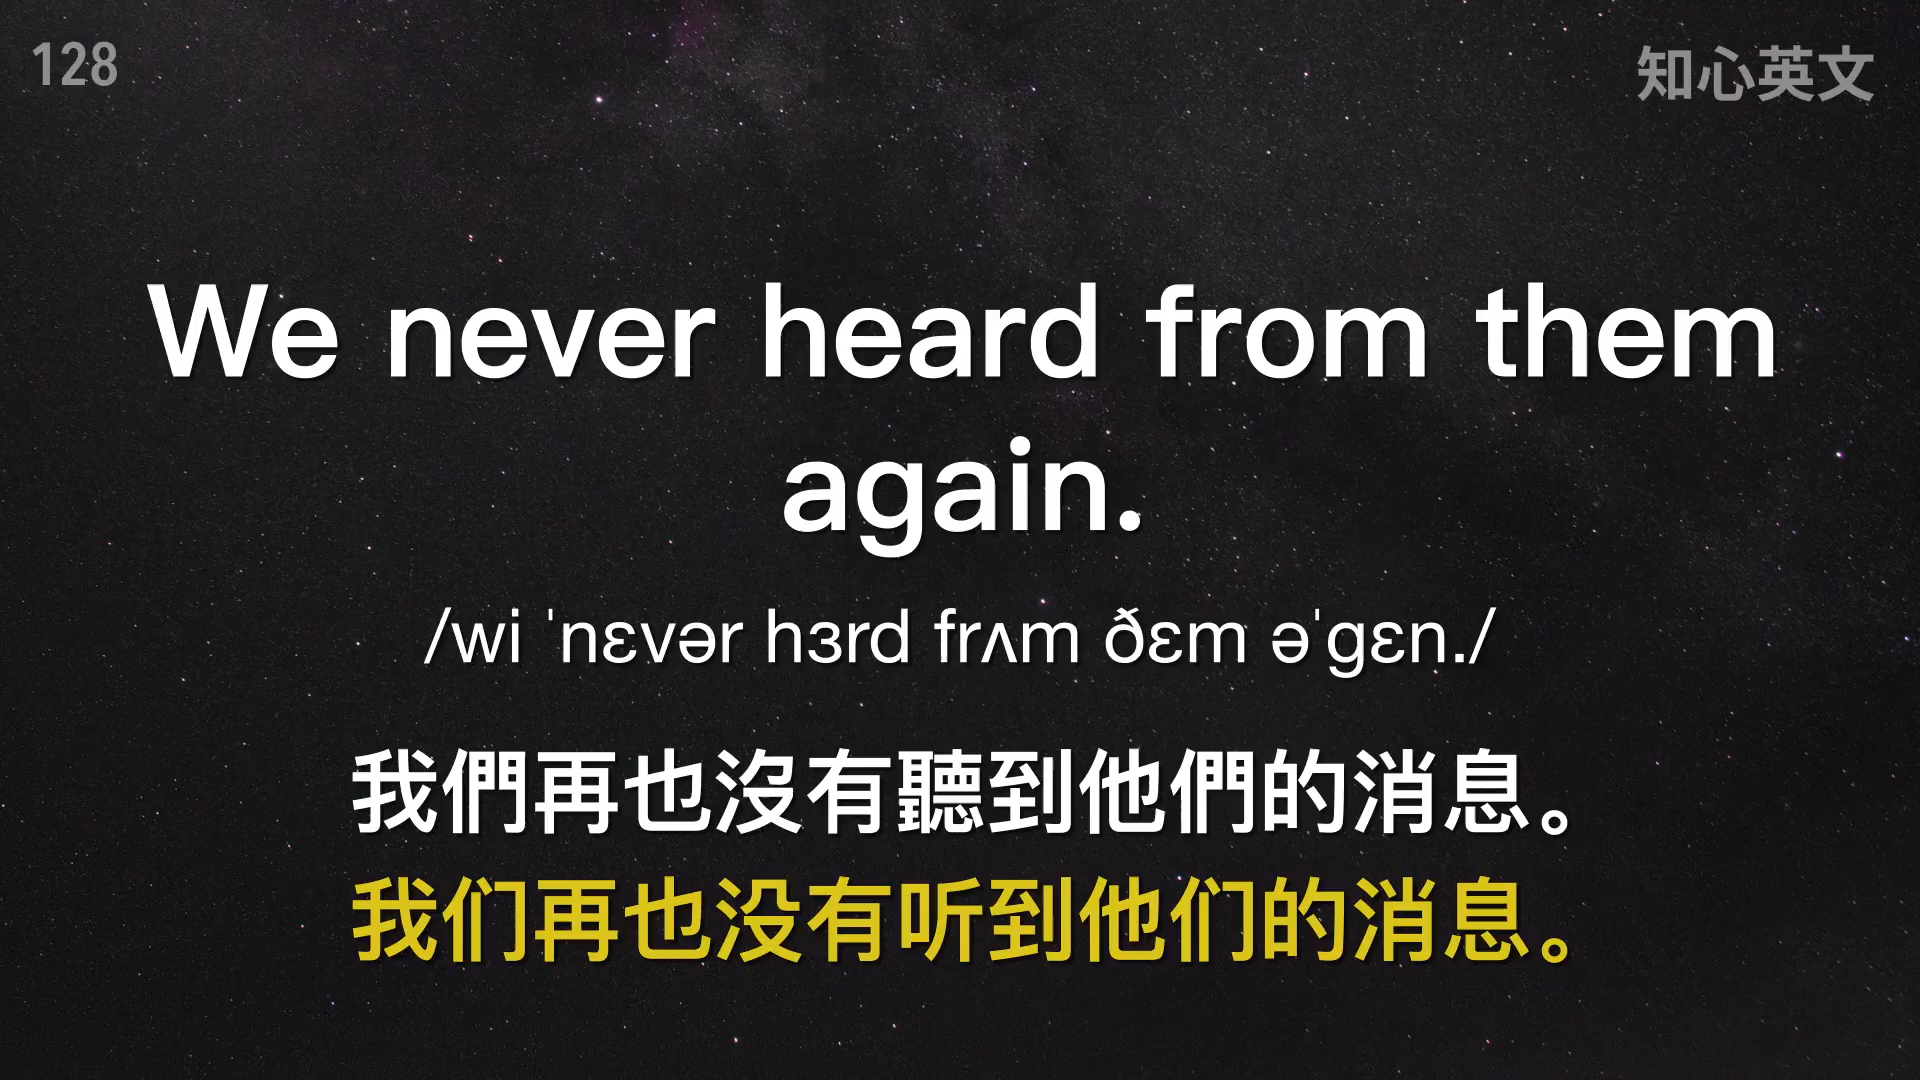 128
知心英文
We never heard from them
again.
/wi ˈnɛvər hɜrd frʌm ðɛm əˈgɛn./
我們再也沒有聽到他們的消息。
我们再也没有听到他们的消息。